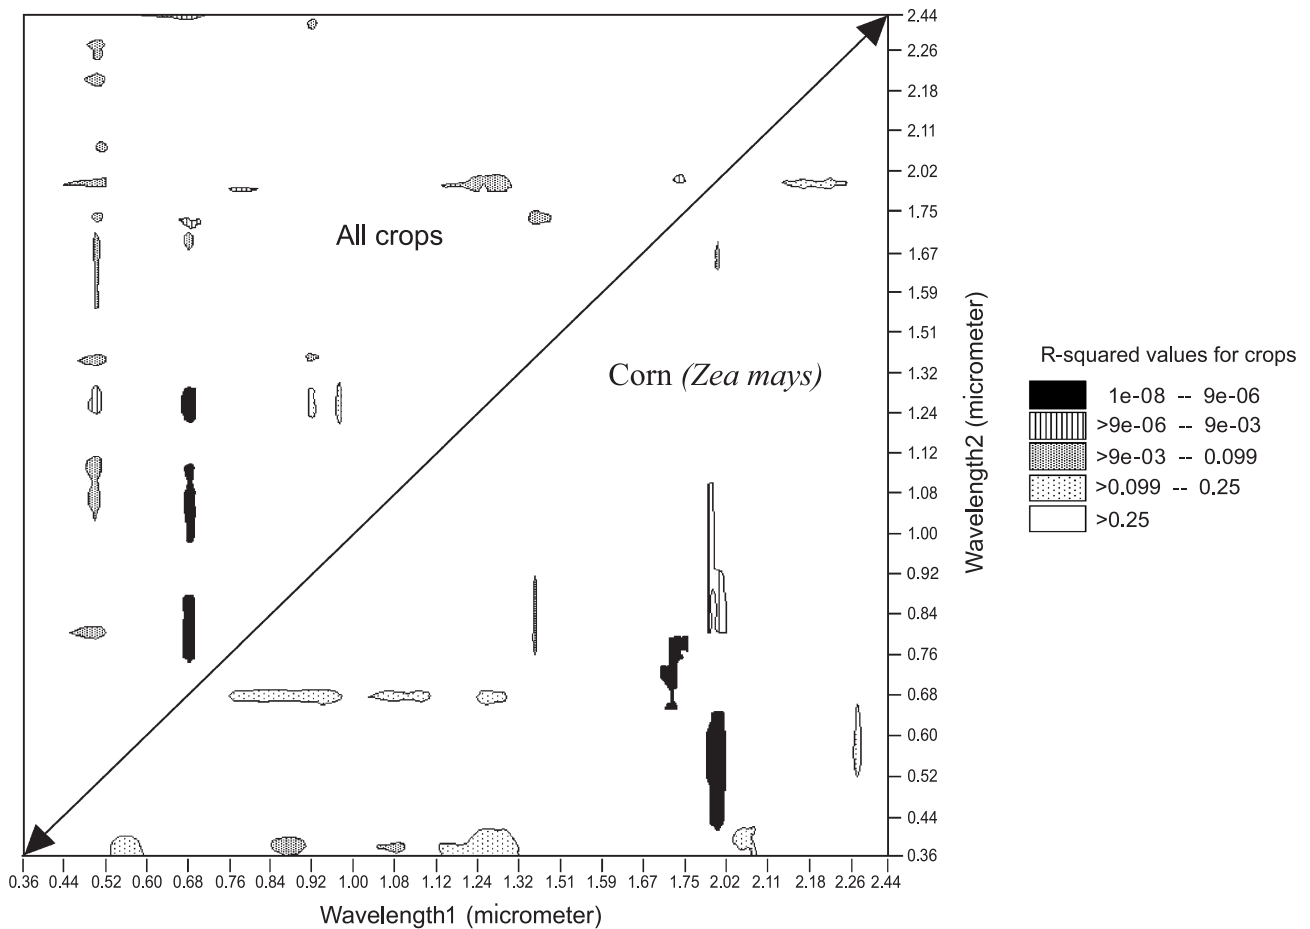 2.44
2.26
2.18
2.11
2.02
1.75
All crops
1.67
1.59
1.51
Corn (Zea mays)
1.32
1.24
1.12
1.08
1.00
0.92
0.84
0.76
0.68
0.60
0.52
0.44
0.36
Wavelength2 (micrometer)
R-squared values for crops
1e-08 -- 9e-06
>9e-06 -- 9e-03
>9e-03 -- 0.099
>0.099 -- 0.25
>0.25
0.36 0.44 0.52 0.60 0.68 0.76 0.84 0.92 1.00 1.08 1.12 1.24 1.32 1.51 1.59 1.67 1.75 2.02 2.11 2.18 2.26 2.44
Wavelength1 (micrometer)